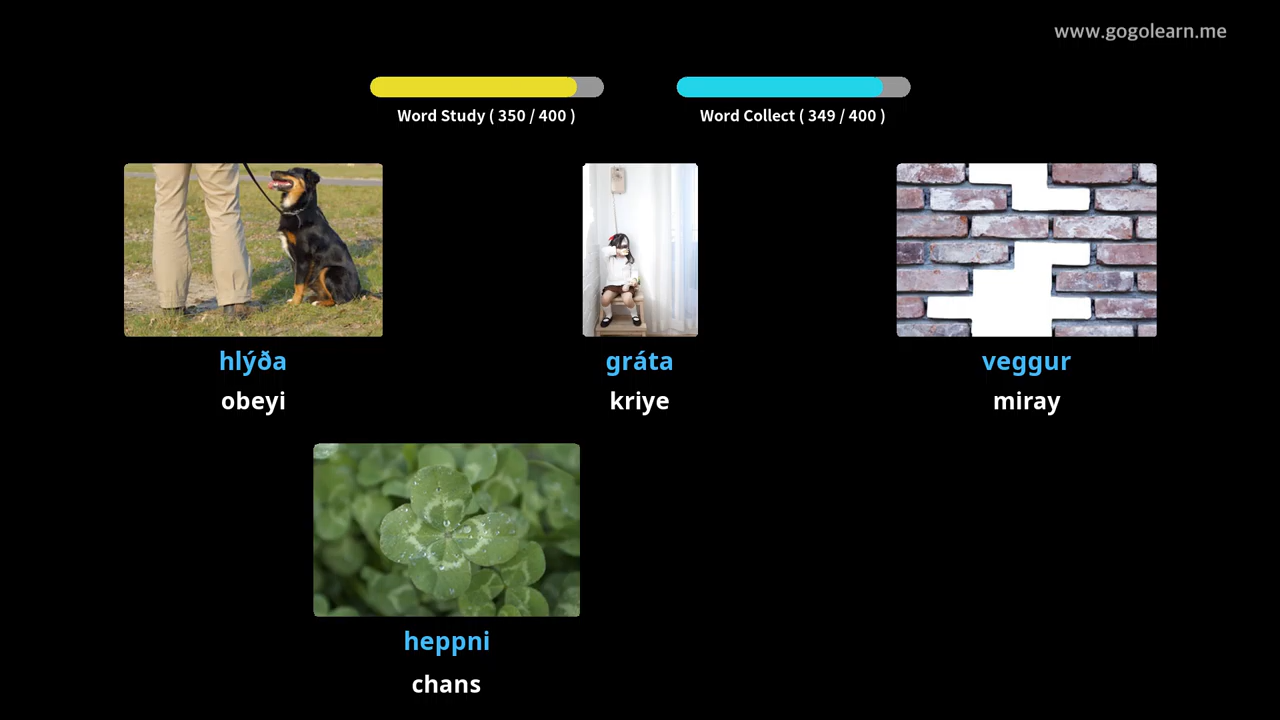 www.gogolearn.me
Word Study ( 350 / 400 )
Word Collect ( 349 / 400 )
hlýða
obeyi
gráta
kriye
veggur
miray
heppni
chans